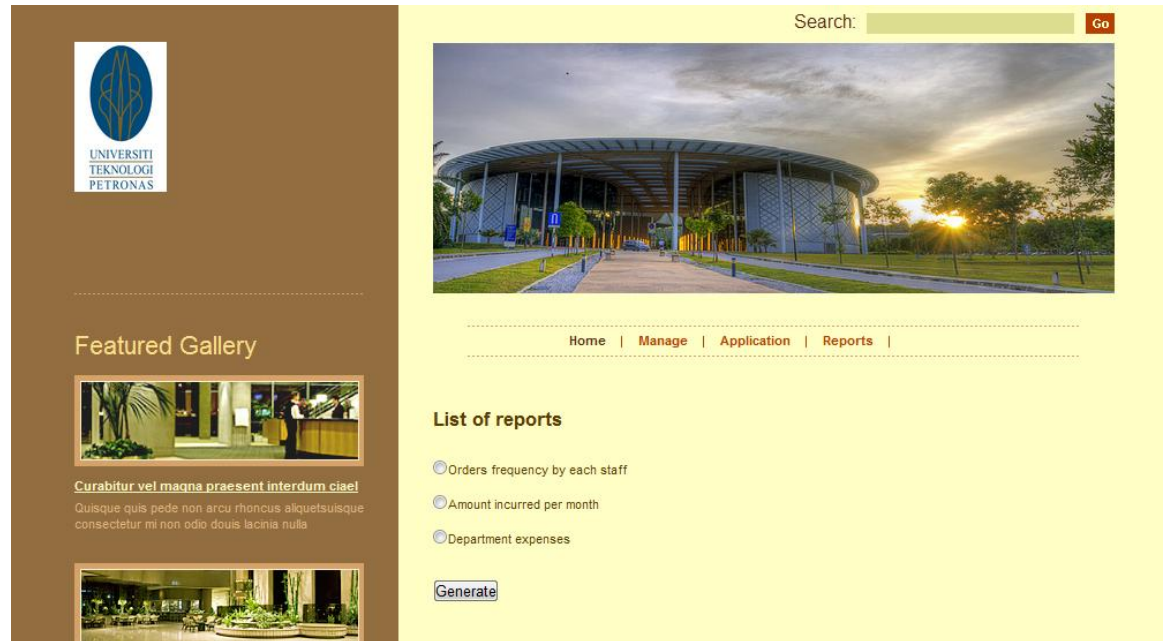 Search:
Go
UNIVERSITI
TEKNOLOGI
PETRONAS
Featured Gallery
Curabitur vel magna praesent interdum ciael
Quisque quis pede non arcu rhoncus aliquetsuisque
consectetur mi non odio douis lacinia nulla
Home | Manage | Application | Reports |
List of reports
Orders frequency by each staff
Amount incurred per month
Department expenses
Generate